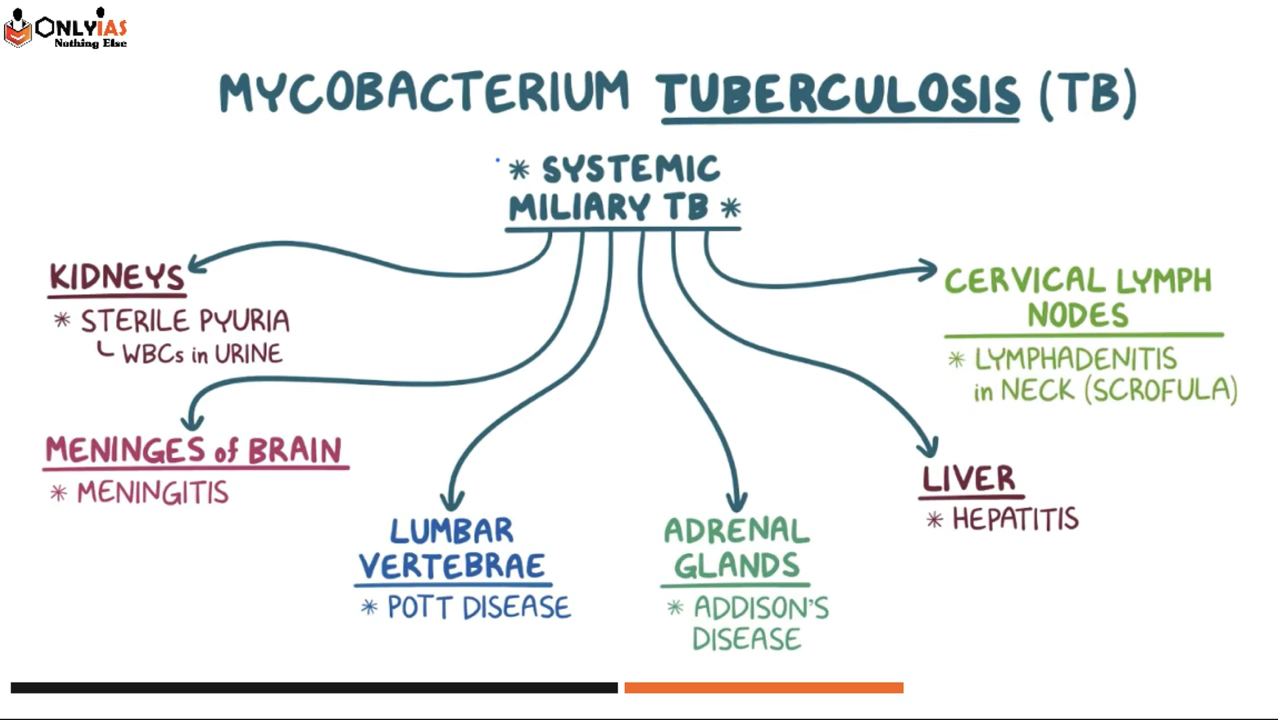 ONLYIAS
Nothing Else
MYCOBACTERIUM TUBERCULOSIS (TB)
* SYSTEMIC
MILIARY TB *
KIDNEYS
* STERILE PYURIA
WBCs in URINE
MENINGES of BRAIN
* MENINGITIS
LUMBAR
VERTEBRAE
* POTT DISEASE
ADRENAL
GLANDS
* ADDISON'S
DISEASE
LIVER
* HEPATITIS
CERVICAL LYMPH
NODES
* LYMPHADENITIS
in NECK (SCROFULA)